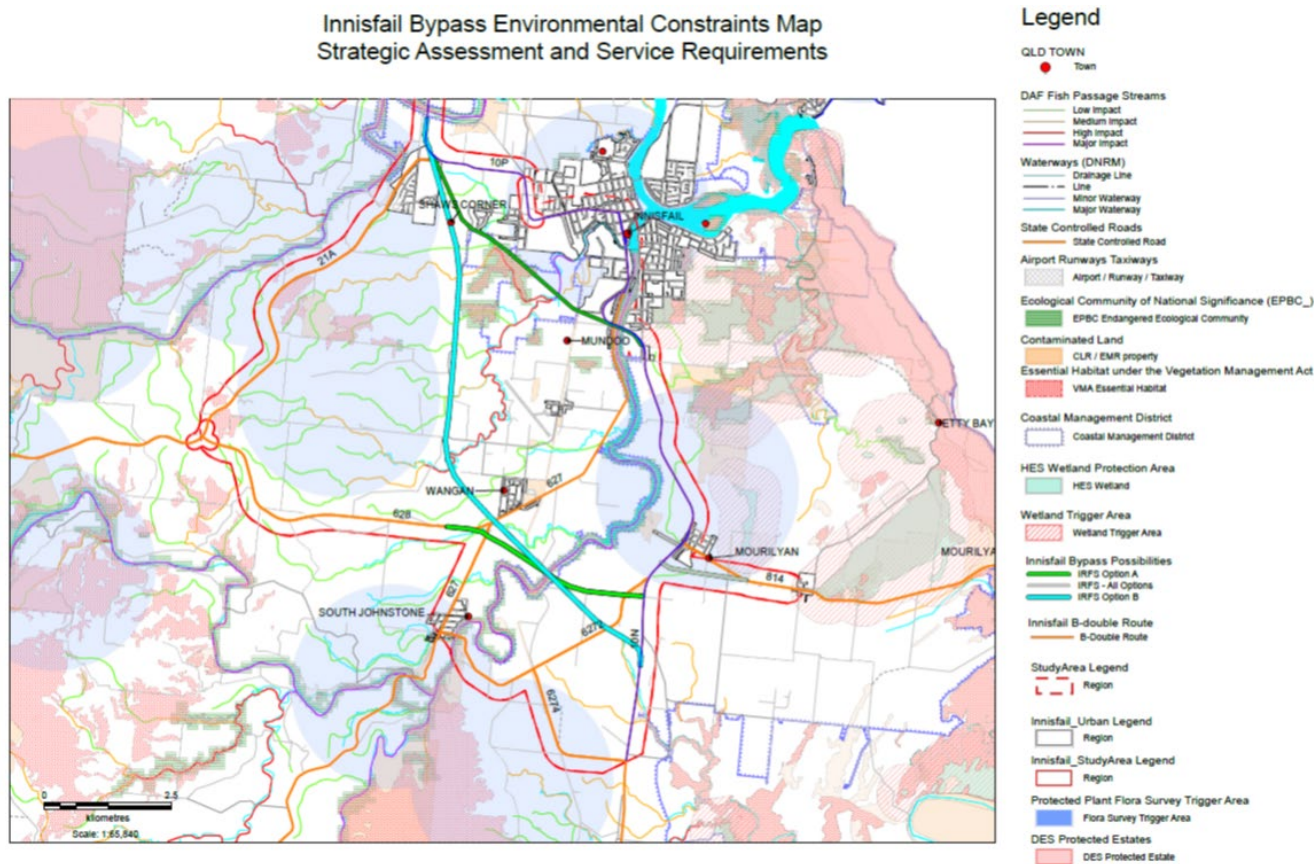 Innisfail Bypass Environmental Constraints Map
Strategic Assessment and Service Requirements
10P
SHAWS CORNER
INNISFAIL
21A
MUNDOO
ETTY BAY
WANGAN
627
628
MOURILYAN
MOURILYA
814
627
SOUTH JOHNSTONE
6272
6274
0
2.5
kilometres
Scale: 1:65,840
Legend
QLD TOWN
Town
DAF Fish Passage Streams
Low Impact
Medium Impact
High Impact
Major Impact
Waterways (DNRM)
Drainage Line
Line
Minor Waterway
Major Waterway
State Controlled Roads
State Controlled Road
Airport Runways Taxiways
Airport / Runway / Taxiway
Ecological Community of National Significance (EPBC_)
EPBC Endangered Ecological Community
Contaminated Land
CLR / EMR property
Essential Habitat under the Vegetation Management Act
VMA Essential Habitat
Coastal Management District
Coastal Management District
HES Wetland Protection Area
HES Wetland
Wetland Trigger Area
Wetland Trigger Area
Innisfail Bypass Possibilities
IRFS Option A
IRFS - All Options
IRFS Option B
Innisfail B-double Route
B-Double Route
StudyArea Legend
Region
Innisfail_Urban Legend
Region
Innisfail_StudyArea Legend
Region
Protected Plant Flora Survey Trigger Area
Flora Survey Trigger Area
DES Protected Estates
DES Protected Estate